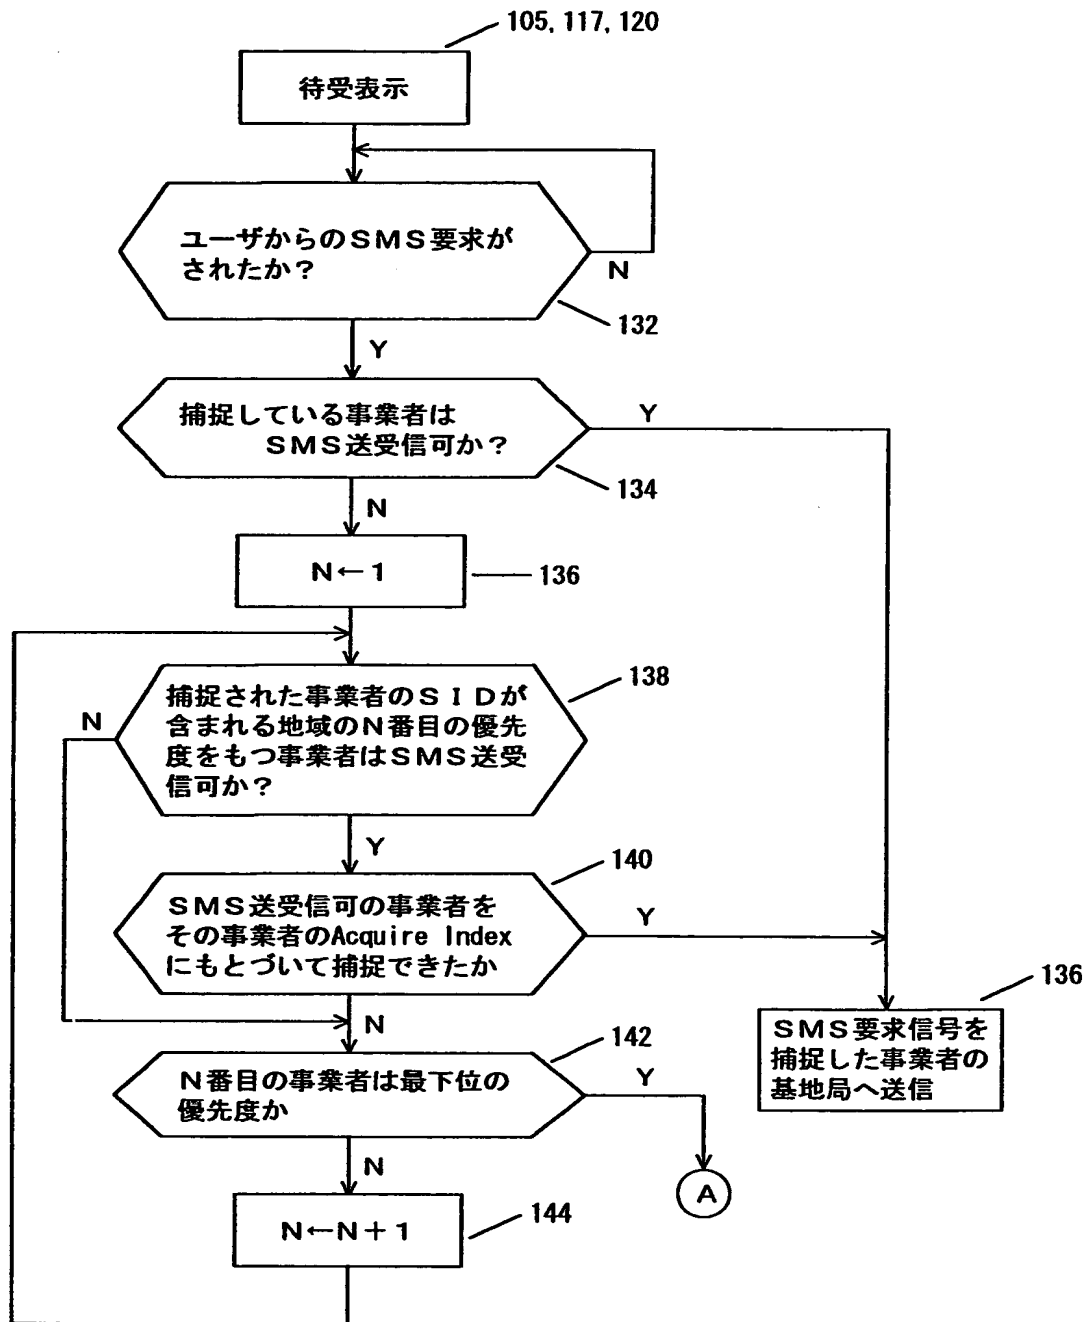 105, 117, 120
待受表示
ユーザからのSMS要求が
されたか?
N
132
Y
捕捉している事業者は
SMS送受信可か?
Y
134
N
N←1
136
138
捕捉された事業者のSIDが
含まれる地域のN番目の優先
度をもつ事業者はSMS送受
信可か?
N
Y
140
SMS送受信可の事業者を
その事業者のAcquire Index
にもとづいて捕捉できたか
Y
136
SMS要求信号を
捕捉した事業者の
基地局へ送信
N
142
N番目の事業者は最下位の
優先度か
Y
N
A
144
N←N+1